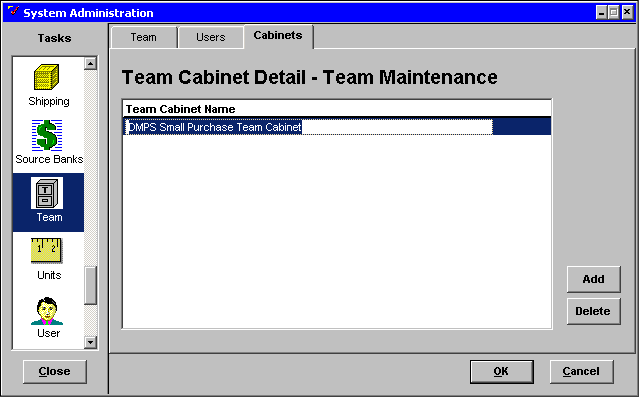 System Administration
Tasks
Team
Users
Cabinets
Team Cabinet Detail - Team Maintenance
Team Cabinet Name
DMPS Small Purchase Team Cabinet
Shipping
$
Source Banks
T
Team
1 2
Units
User
Add
Delete
Close
OK
Cancel